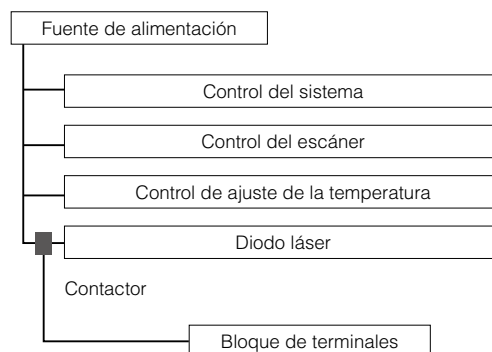 Fuente de alimentación
Control del sistema
Control del escáner
Control de ajuste de la temperatura
Diodo láser
Contactor
Bloque de terminales